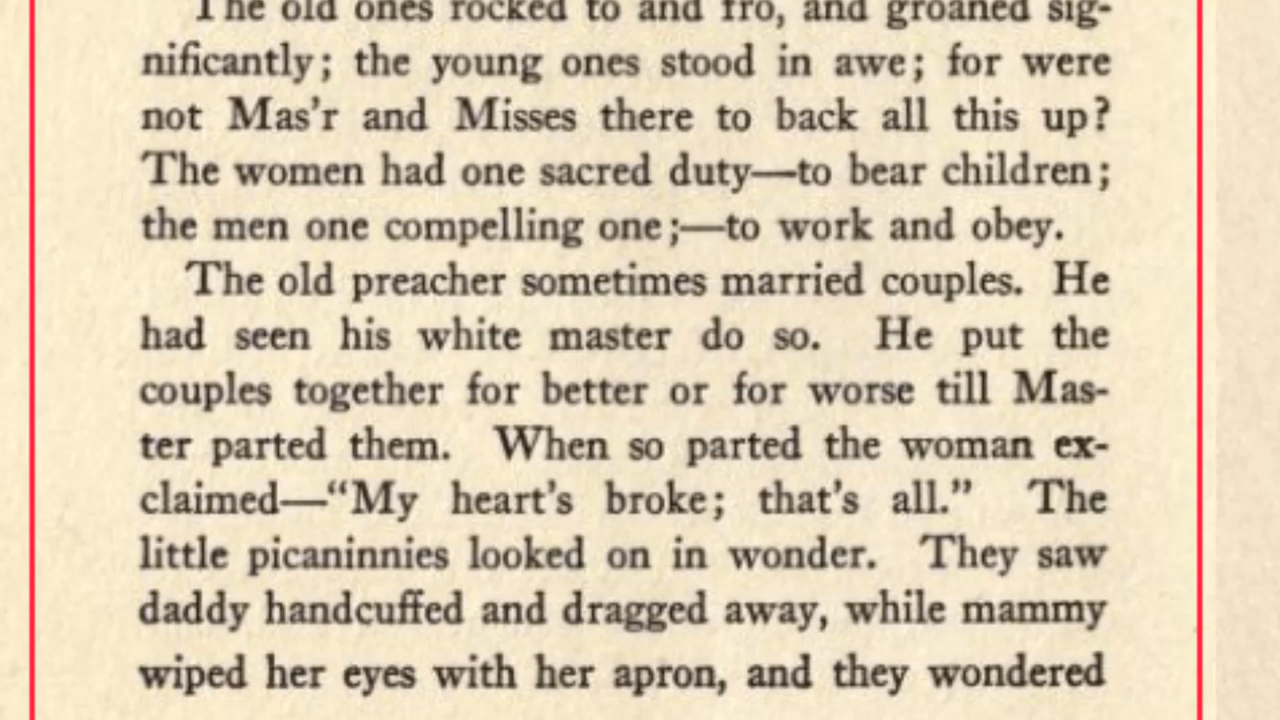 The old ones rocked to and fro, and groaned sig-
nificantly; the young ones stood in awe; for were
not Mas'r and Misses there to back all this up?
The women had one sacred duty—to bear children;
the men one compelling one;—to work and obey.
The old preacher sometimes married couples. He
had seen his white master do so. He put the
couples together for better or for worse till Mas-
ter parted them. When so parted the woman ex-
claimed—“My heart's broke; that's all.” The
little picaninnies looked on in wonder. They saw
daddy handcuffed and dragged away, while mammy
wiped her eyes with her apron, and they wondered